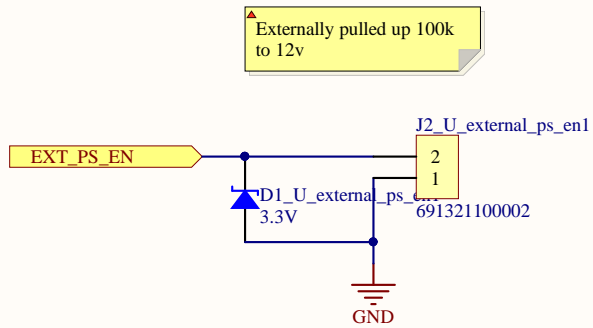 Externally pulled up 100k
to 12v
J2_U_external_ps_en1
EXT_PS_EN
2
1
D1_U_external_ps_en1
3.3V
691321100002
GND